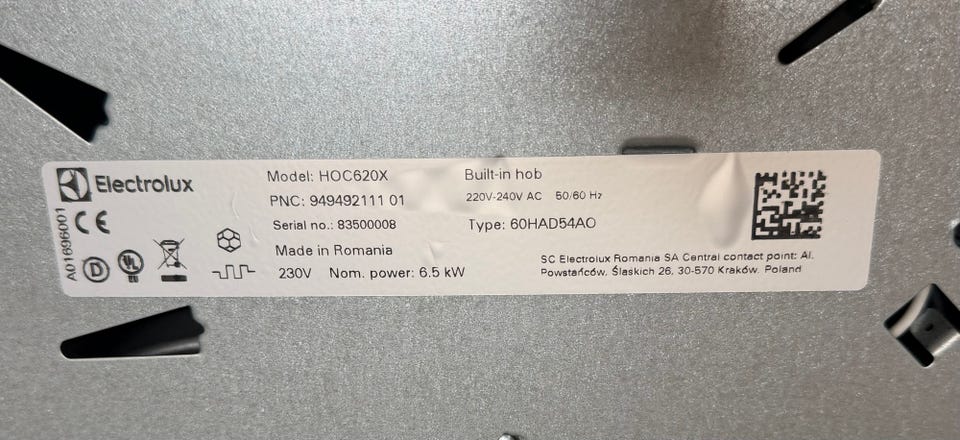 Electrolux
A01696001
CE
D
UL
Model: HOC620X
PNC: 949492111 01
Serial no.: 83500008
Made in Romania
230V Nom. power: 6.5 kW
Built-in hob
220V-240V AC 50/60 Hz
Type: 60HAD54AO
SC Electrolux Romania SA Central contact point: Al.
Powstańców, Śląskich 26, 30-570 Kraków. Poland